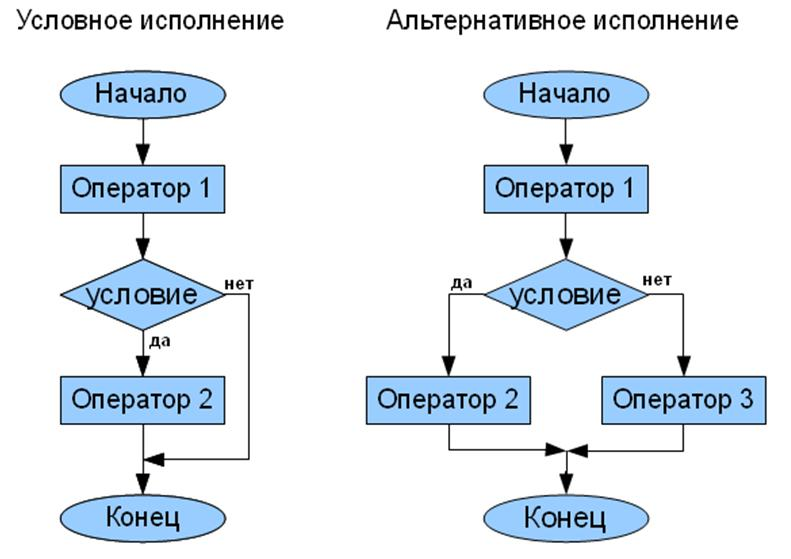 Условное исполнение
Начало
Оператор 1
условие
нет
да
Оператор 2
Конец
Альтернативное исполнение
Начало
Оператор 1
да
условие
нет
Оператор 2
Оператор 3
Конец